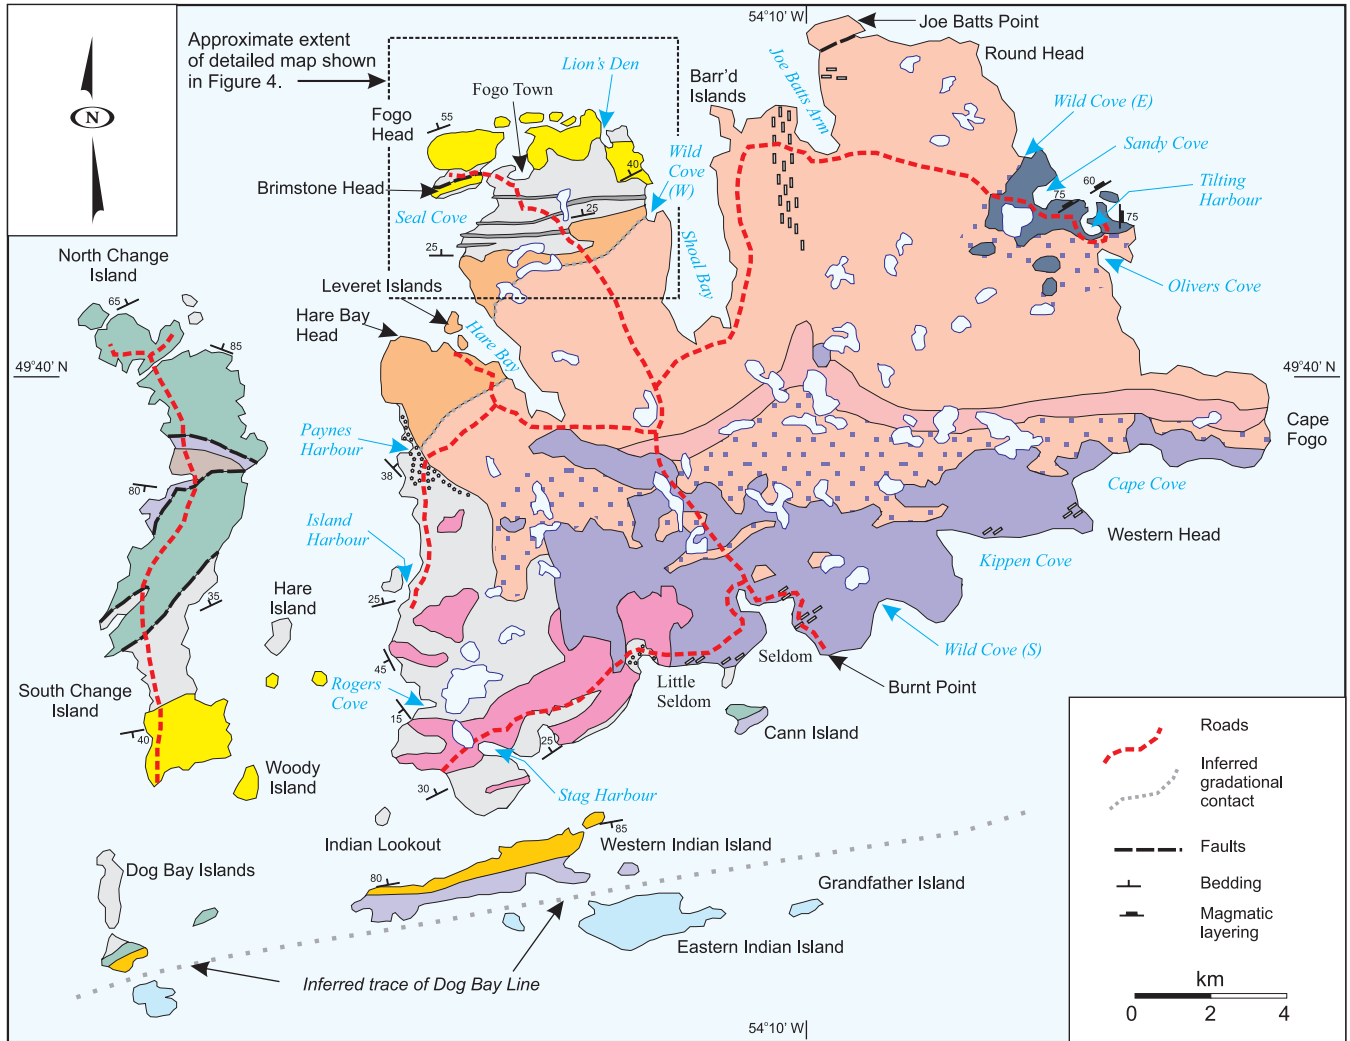 54°10' W
Joe Batts Point
Approximate extent
of detailed map shown
in Figure 4.
Lion's Den
Round Head
Joe Batts Arm
Barr'd
Islands
Fogo Town
Fogo
Head
55
Wild Cove (E)
Sandy Cove
Wild
Cove
(W)
N
40
Tilting
Harbour
Brimstone Head
60
75
75
Seal Cove
25
25
Shoal Bay
North Change
Island
Leveret Islands
Olivers Cove
65
Hare Bay
Head
Hare Bay
85
49°40' N
49°40' N
Cape
Fogo
Paynes
Harbour
38
80
Cape Cove
Island
Harbour
Western Head
Kippen Cove
Hare
Island
35
25
Wild Cove (S)
45
Seldom
Rogers
Cove
Little
Seldom
Burnt Point
South Change
Island
15
Cann Island
40
25
Woody
Island
30
Stag Harbour
Indian Lookout
85
Western Indian Island
Dog Bay Islands
80
Grandfather Island
Eastern Indian Island
Inferred trace of Dog Bay Line
54°10' W
Roads
Inferred
gradational
contact
Faults
Bedding
Magmatic
layering
km
0 2 4